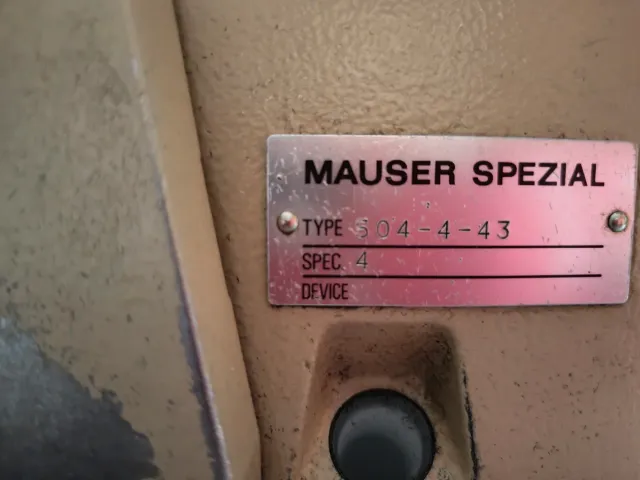 MAUSER SPEZIAL
TYPE 504-4-43
SPEC. 4
DEVICE